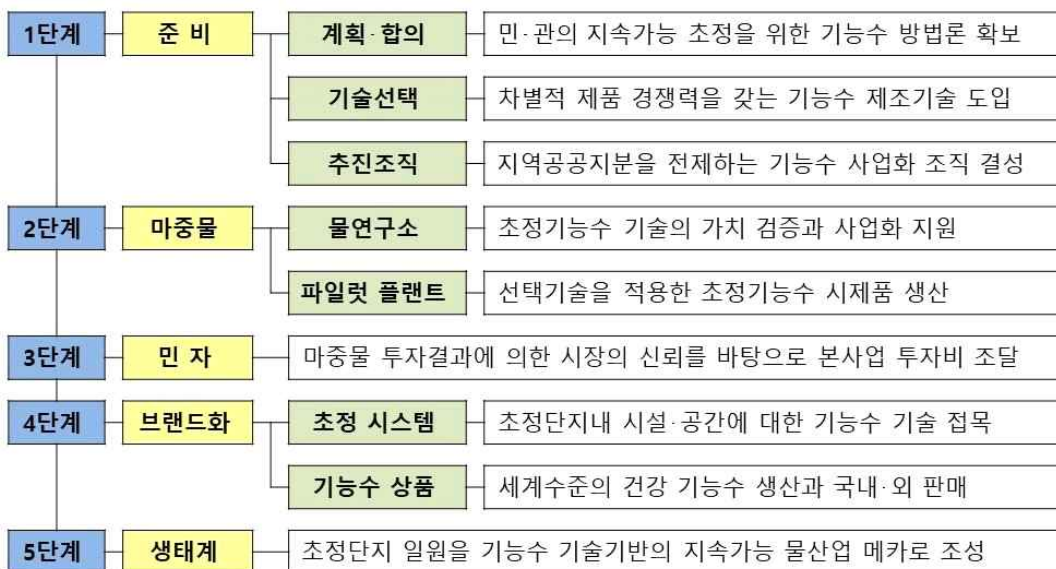 1단계 준 비 계획·합의 민·관의 지속가능 초정을 위한 기능수 방법론 확보
기술선택 차별적 제품 경쟁력을 갖는 기능수 제조기술 도입
추진조직 지역공공지분을 전제하는 기능수 사업화 조직 결성
2단계 마중물 물연구소 초정기능수 기술의 가치 검증과 사업화 지원
파일럿 플랜트 선택기술을 적용한 초정기능수 시제품 생산
3단계 민 자 마중물 투자결과에 의한 시장의 신뢰를 바탕으로 본사업 투자비 조달
4단계 브랜드화 초정 시스템 초정단지내 시설·공간에 대한 기능수 기술 접목
기능수 상품 세계수준의 건강 기능수 생산과 국내·외 판매
5단계 생태계 초정단지 일원을 기능수 기술기반의 지속가능 물산업 메카로 조성